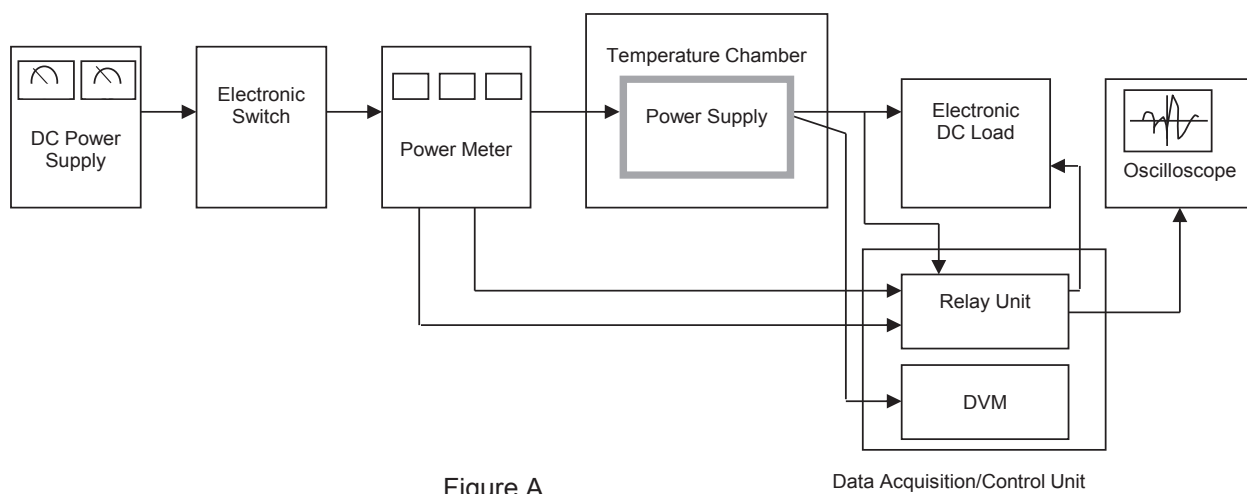 DC Power
Supply
Electronic
Switch
Power Meter
Temperature Chamber
Power Supply
Electronic
DC Load
Oscilloscope
Relay Unit
DVM
Data Acquisition/Control Unit
Figure A